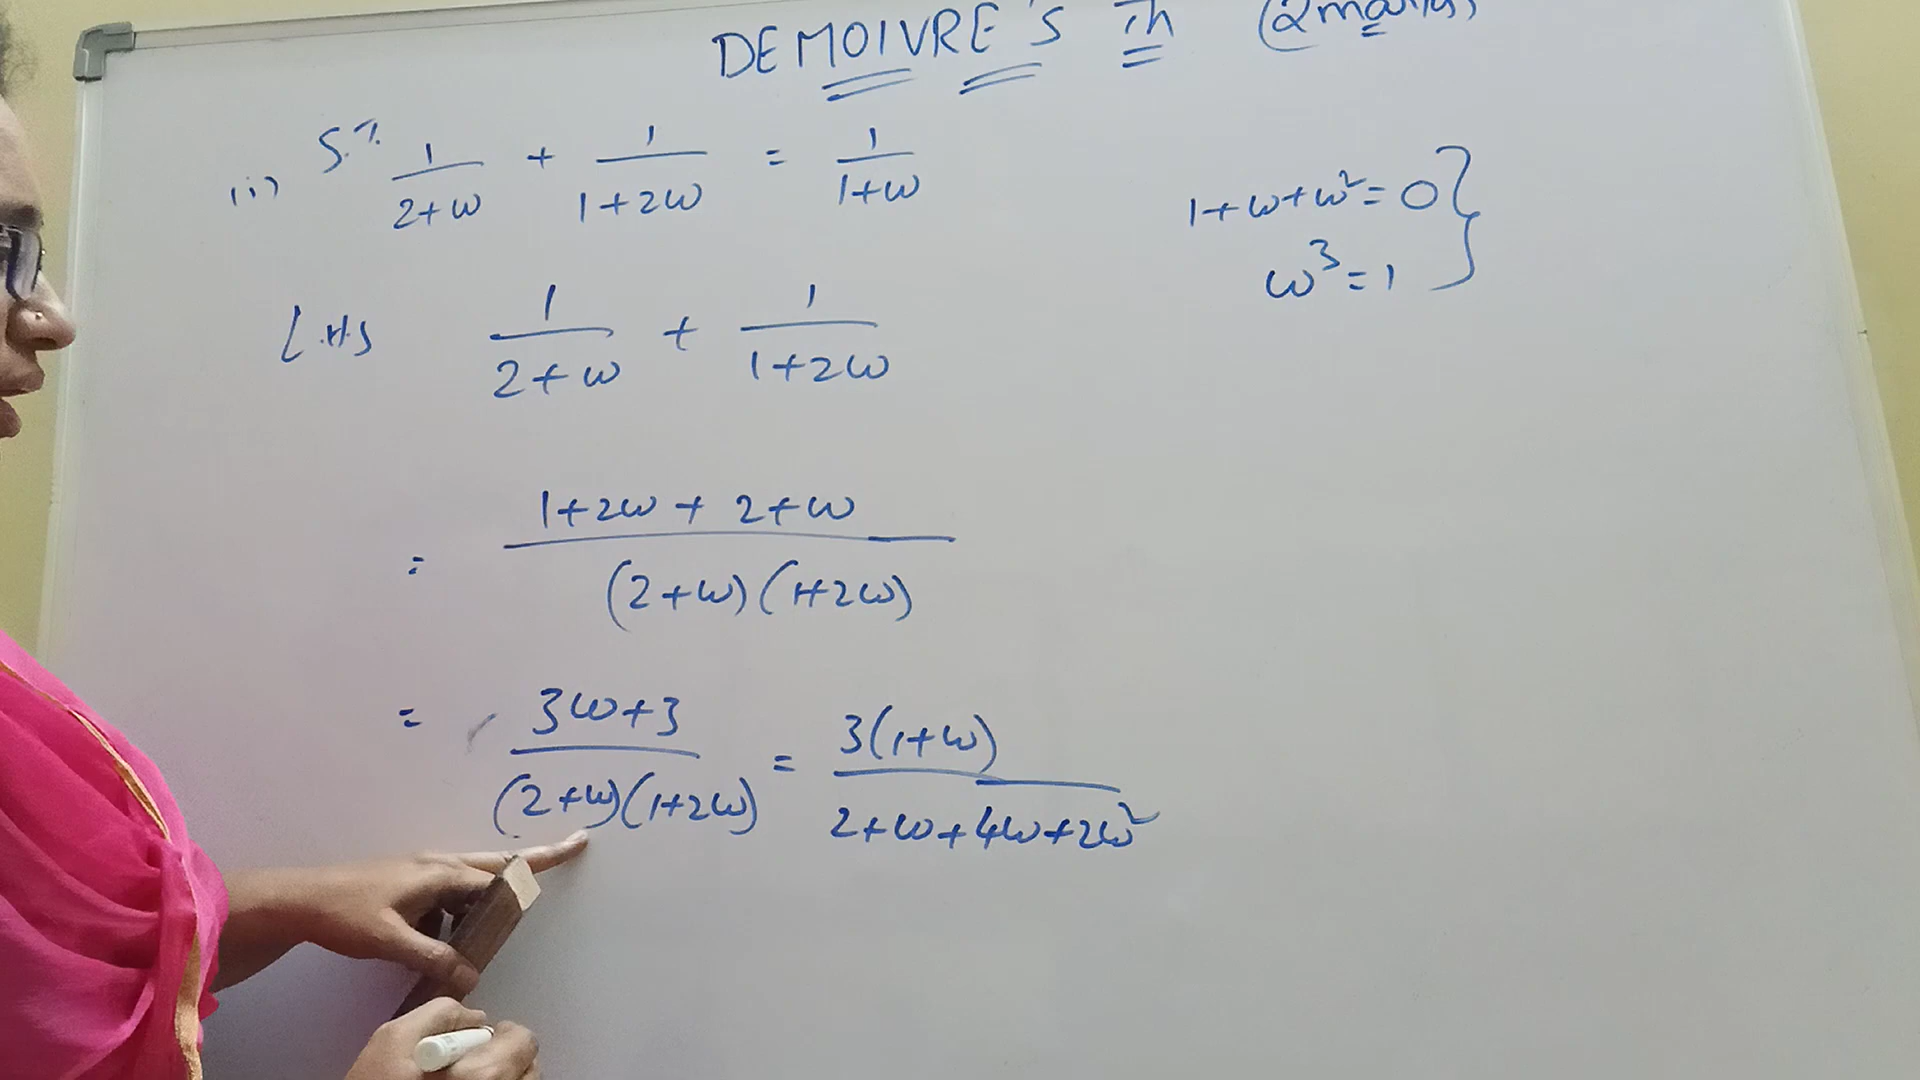 DEMOIVRE'S Th (2marks)
(ii) S.T. 1/(2+ω) + 1/(1+2ω) = 1/(1+ω)
1+ω+ω²=0 }
ω³=1
LHS 1/(2+ω) + 1/(1+2ω)
= (1+2ω + 2+ω)/((2+ω)(1+2ω))
= (3ω+3)/((2+ω)(1+2ω)) = 3(1+ω)/(2+ω+4ω+2ω²)